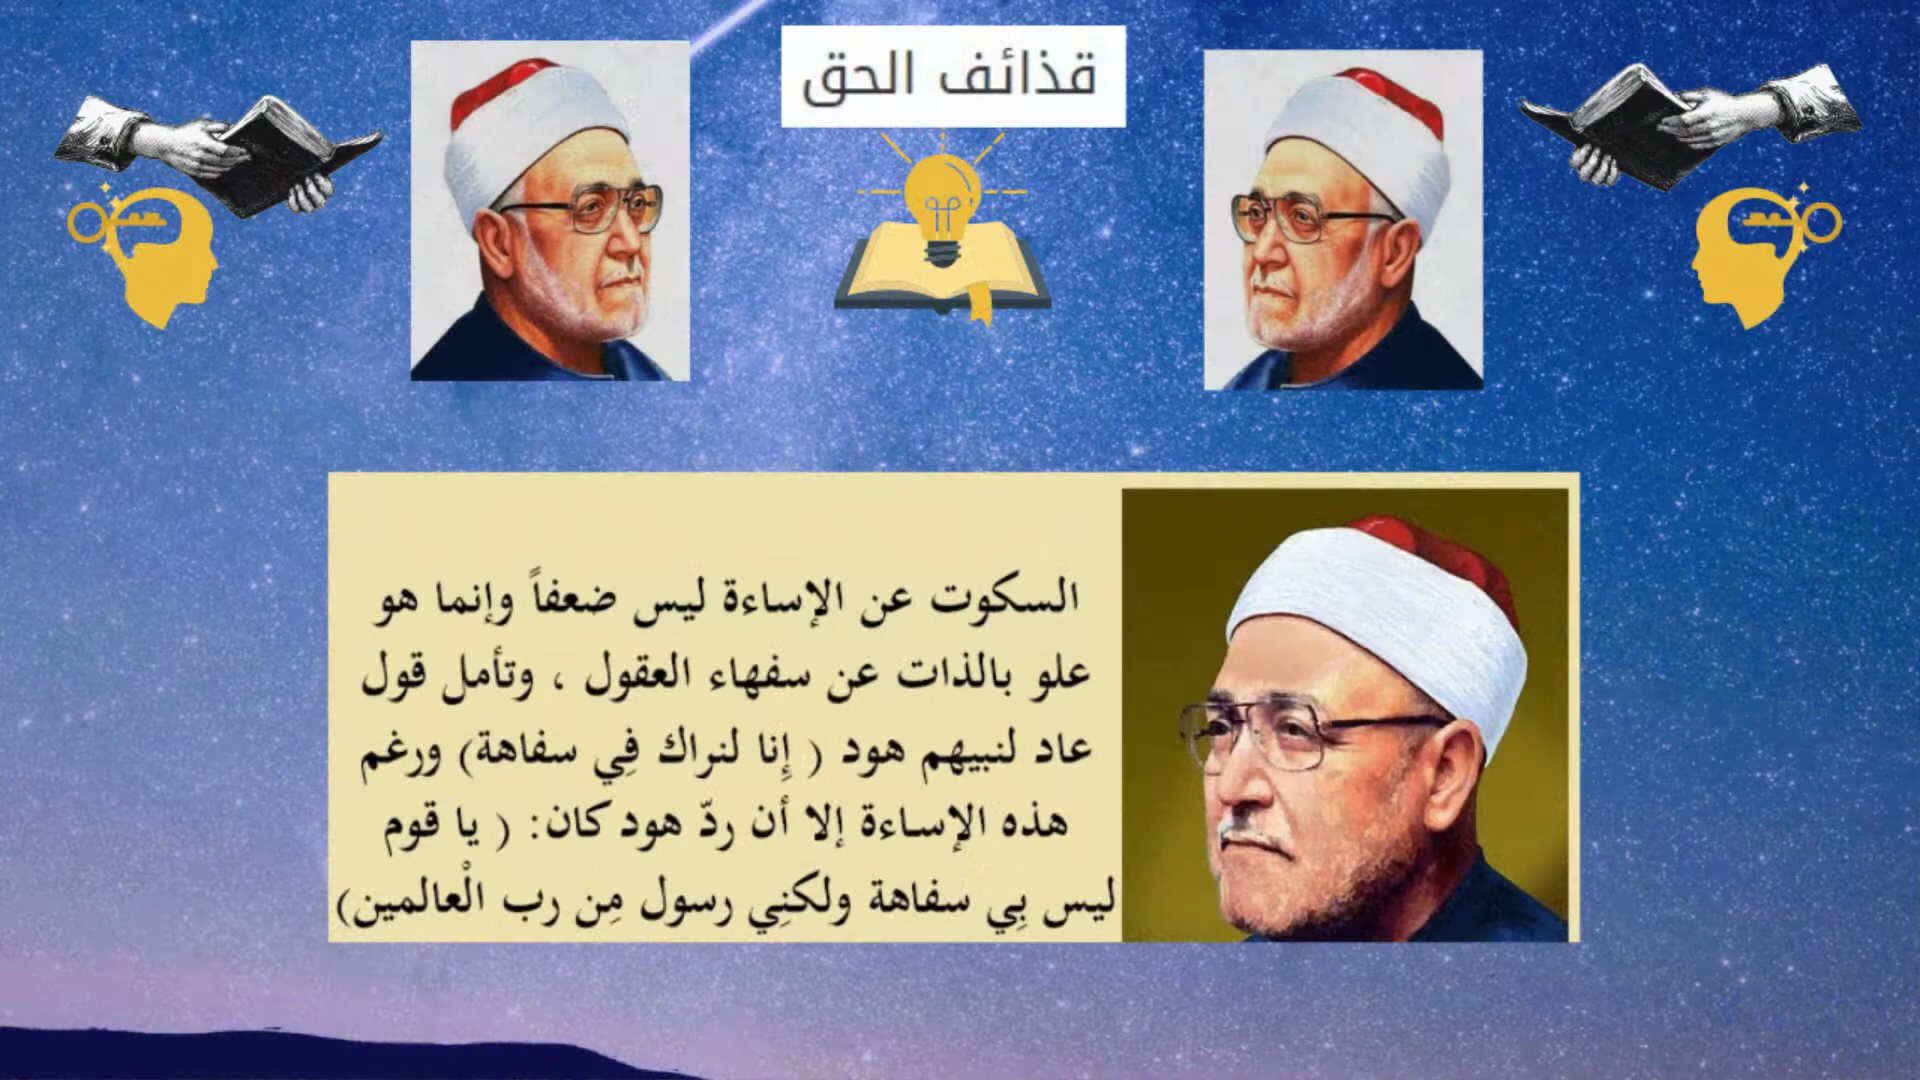 قذائف الحق
السكوت عن الإساءة ليس ضعفاً وإنما هو
علو بالذات عن سفهاء العقول ، وتأمل قول
عاد لنبيهم هود ( إِنا لنراك فِي سفاهة) ورغم
هذه الإساءة إلا أن ردّ هود كان: ( يا قوم
ليس بِي سفاهة ولكنِي رسول مِن رب الْعالمين)